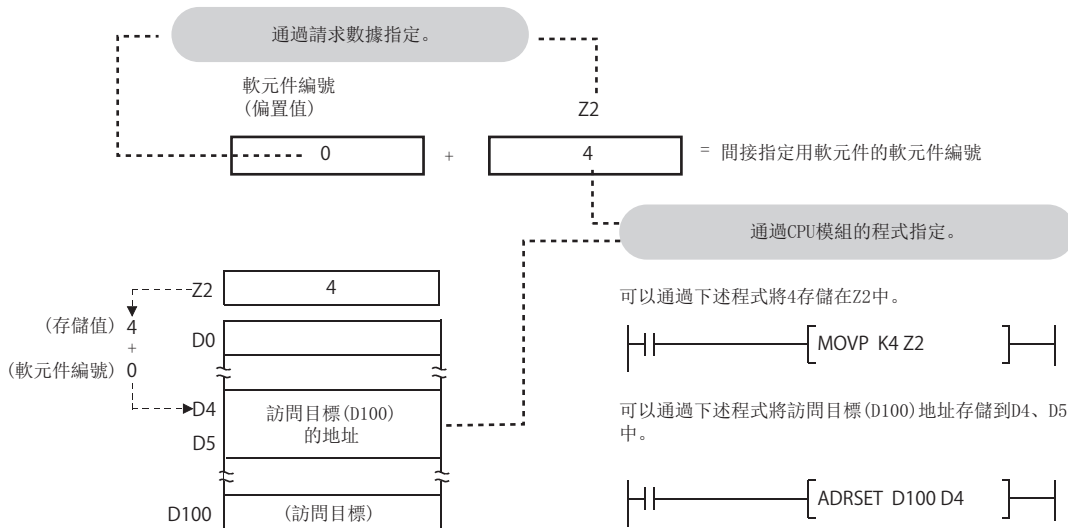 通過請求數據指定。
軟元件編號
(偏置值)
Z2
0
+
4
= 間接指定用軟元件的軟元件編號
通過CPU模組的程式指定。
Z2
4
(存儲值) 4
+
(軟元件編號) 0
D0
D4
D5
訪問目標(D100)
的地址
D100
(訪問目標)
可以通過下述程式將4存儲在Z2中。
MOVP K4 Z2
可以通過下述程式將訪問目標(D100)地址存儲到D4、D5
中。
ADRSET D100 D4